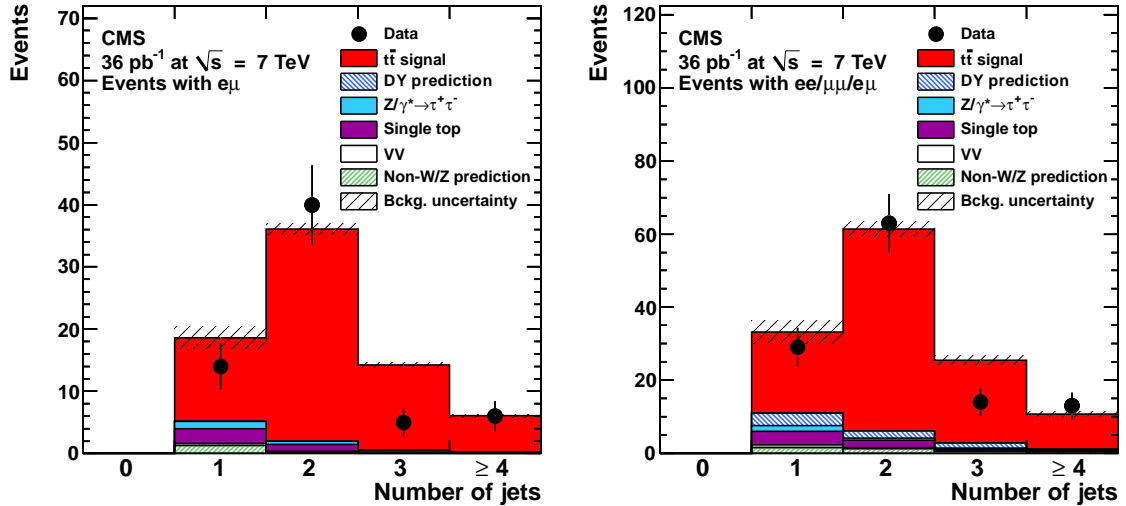 Events
70
60
50
40
30
20
10
0
CMS
36 pb⁻¹ at √s = 7 TeV
Events with eμ
Data
tt̄ signal
DY prediction
Z/γ*→τ⁺τ⁻
Single top
VV
Non-W/Z prediction
Bckg. uncertainty
0 1 2 3 ≥ 4
Number of jets
Events
120
100
80
60
40
20
0
CMS
36 pb⁻¹ at √s = 7 TeV
Events with ee/μμ/eμ
Data
tt̄ signal
DY prediction
Z/γ*→τ⁺τ⁻
Single top
VV
Non-W/Z prediction
Bckg. uncertainty
0 1 2 3 ≥ 4
Number of jets